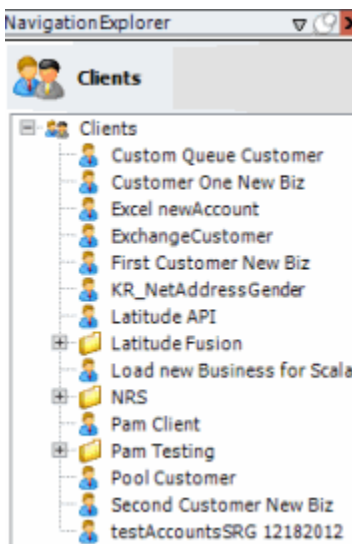 NavigationExplorer
Clients
Clients
Custom Queue Customer
Customer One New Biz
Excel newAccount
ExchangeCustomer
First Customer New Biz
KR_NetAddressGender
Latitude API
Latitude Fusion
Load new Business for Scala
NRS
Pam Client
Pam Testing
Pool Customer
Second Customer New Biz
testAccountsSRG 12182012